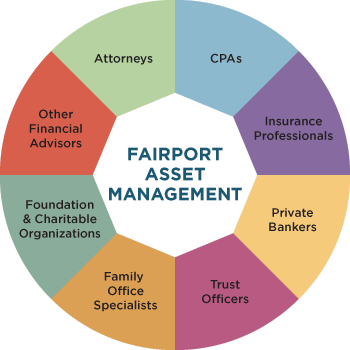 FAIRPORT
ASSET
MANAGEMENT
CPAs
Insurance
Professionals
Private
Bankers
Trust
Officers
Family
Office
Specialists
Foundation
& Charitable
Organizations
Other
Financial
Advisors
Attorneys